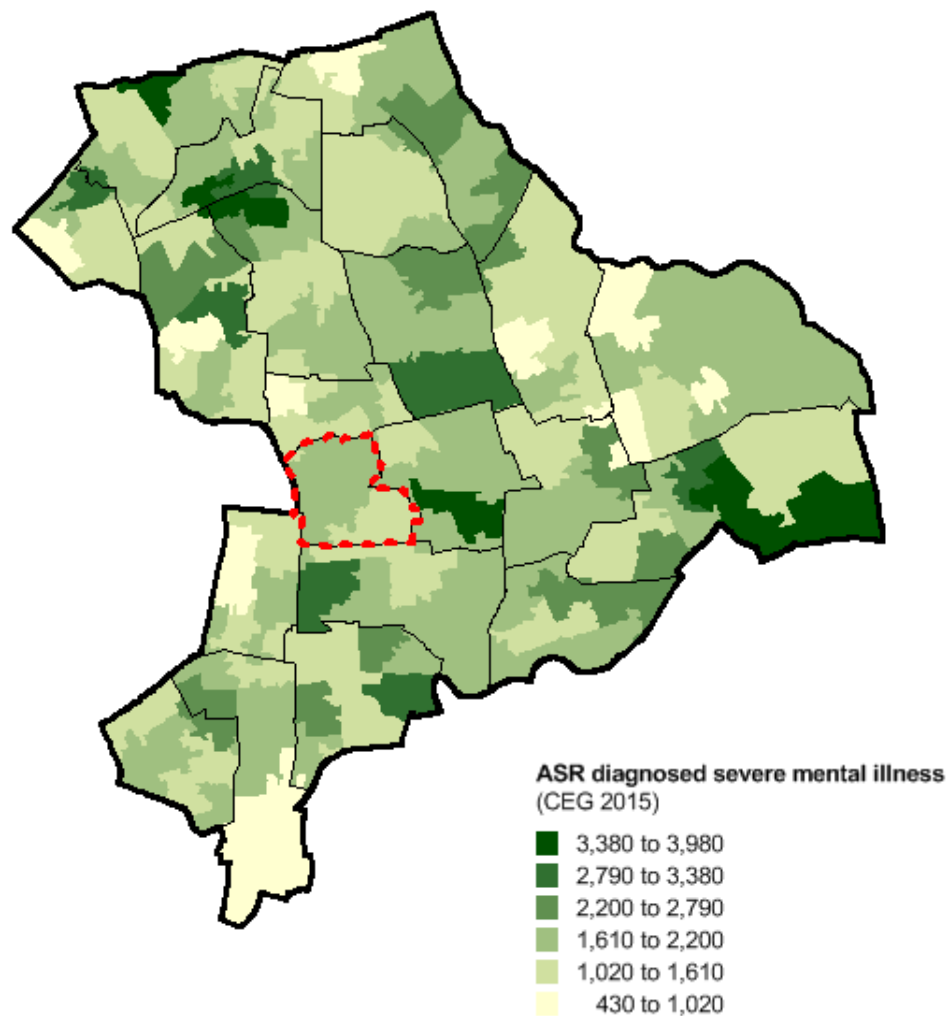 ASR diagnosed severe mental illness
(CEG 2015)
3,380 to 3,980
2,790 to 3,380
2,200 to 2,790
1,610 to 2,200
1,020 to 1,610
430 to 1,020